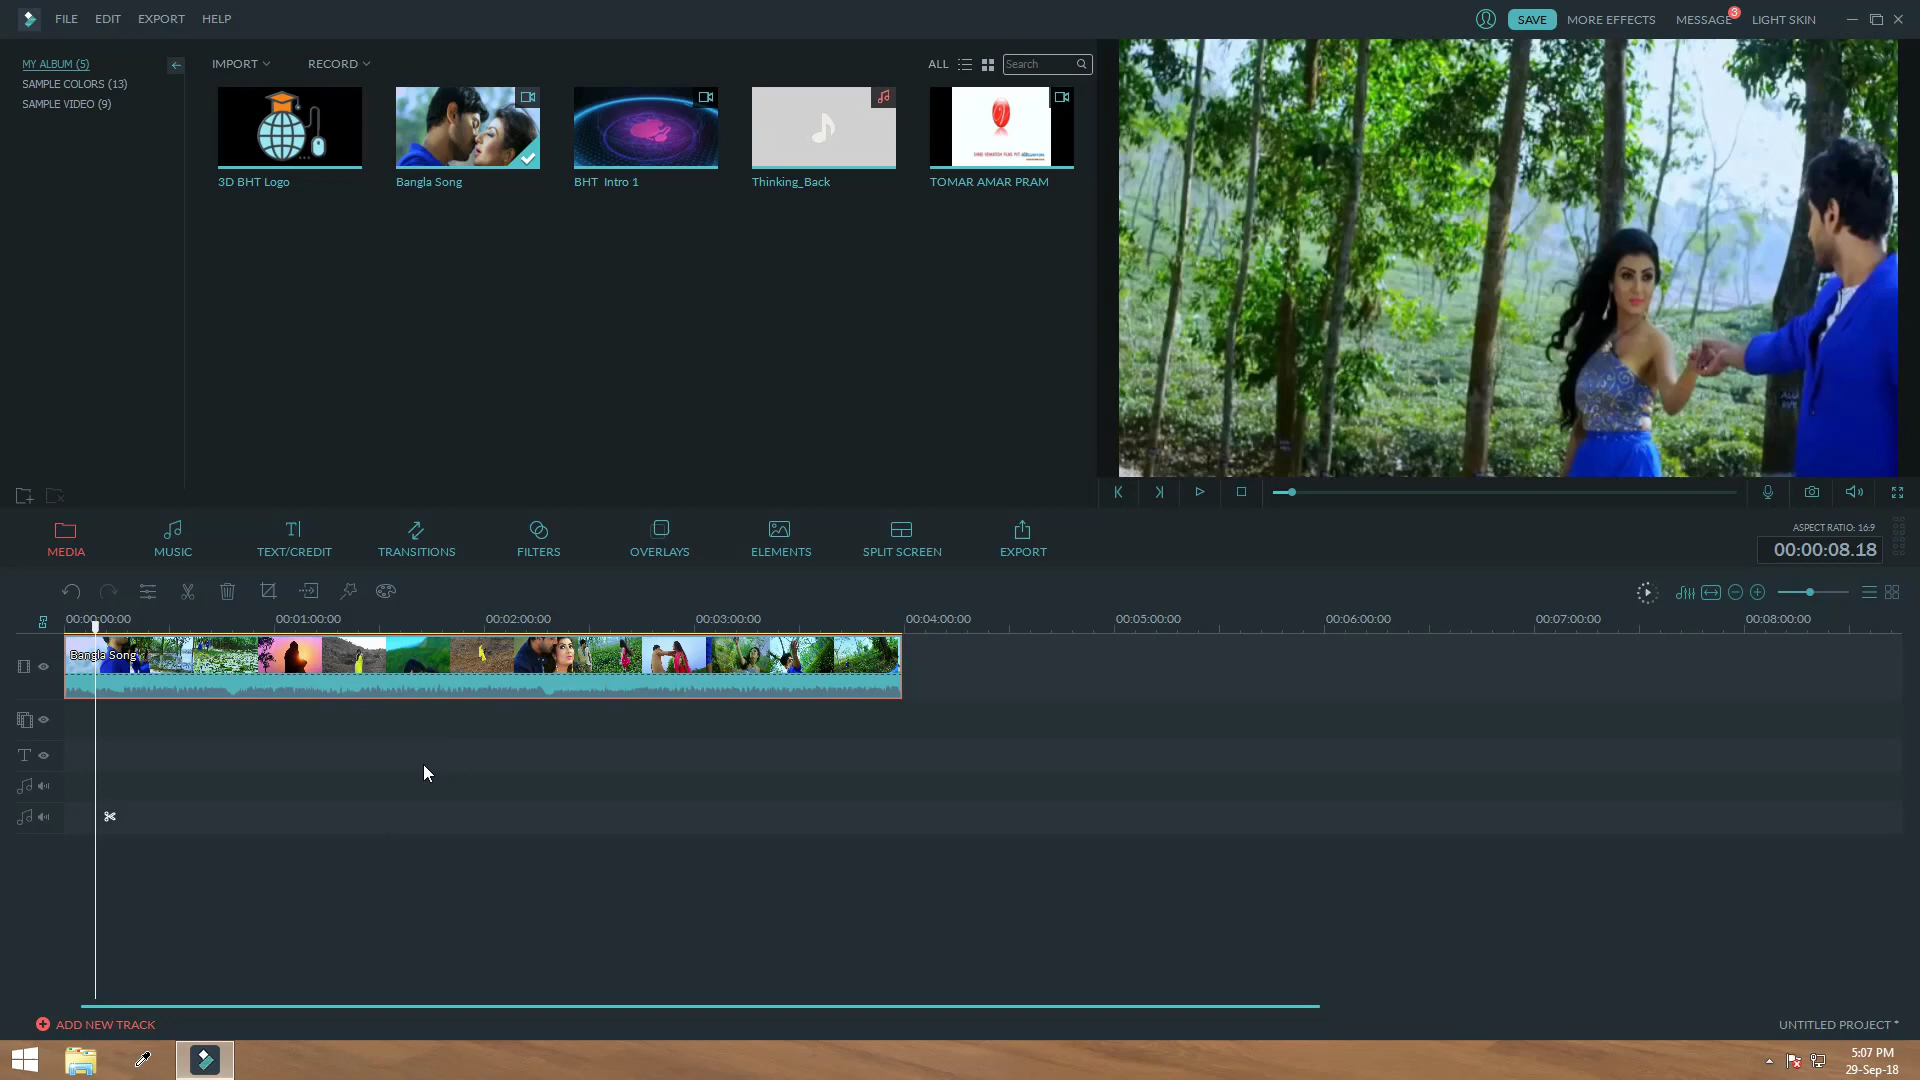 FILE EDIT EXPORT HELP
SAVE MORE EFFECTS MESSAGE 3 LIGHT SKIN
MY ALBUM (5)
SAMPLE COLORS (13)
SAMPLE VIDEO (9)
IMPORT RECORD ALL Search
3D BHT Logo Bangla Song BHT Intro 1 Thinking_Back TOMAR AMAR PRAM
MEDIA MUSIC TEXT/CREDIT TRANSITIONS FILTERS OVERLAYS ELEMENTS SPLIT SCREEN EXPORT
ASPECT RATIO: 16:9
00:00:08.18
00:00:00:00 00:01:00:00 00:02:00:00 00:03:00:00 00:04:00:00 00:05:00:00 00:06:00:00 00:07:00:00 00:08:00:00
Bangla Song
ADD NEW TRACK
UNTITLED PROJECT *
5:07 PM
29-Sep-18